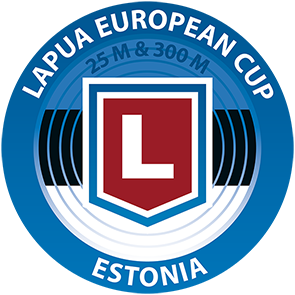 LAPUA EUROPEAN CUP
25 M & 300 M
L
ESTONIA